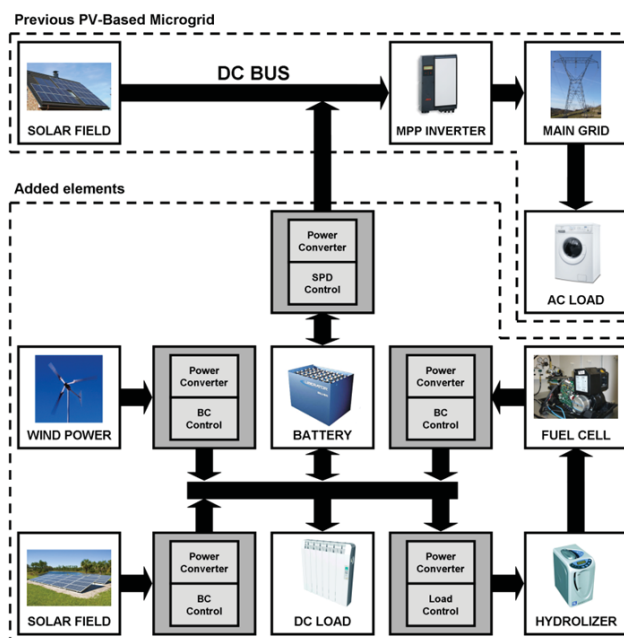 Previous PV-Based Microgrid
DC BUS
SOLAR FIELD
MPP INVERTER
MAIN GRID
Added elements
Power
Converter
SPD
Control
AC LOAD
Power
Converter
BC
Control
Power
Converter
BC
Control
WIND POWER
BATTERY
FUEL CELL
Power
Converter
BC
Control
Power
Converter
Load
Control
SOLAR FIELD
DC LOAD
HYDROLIZER